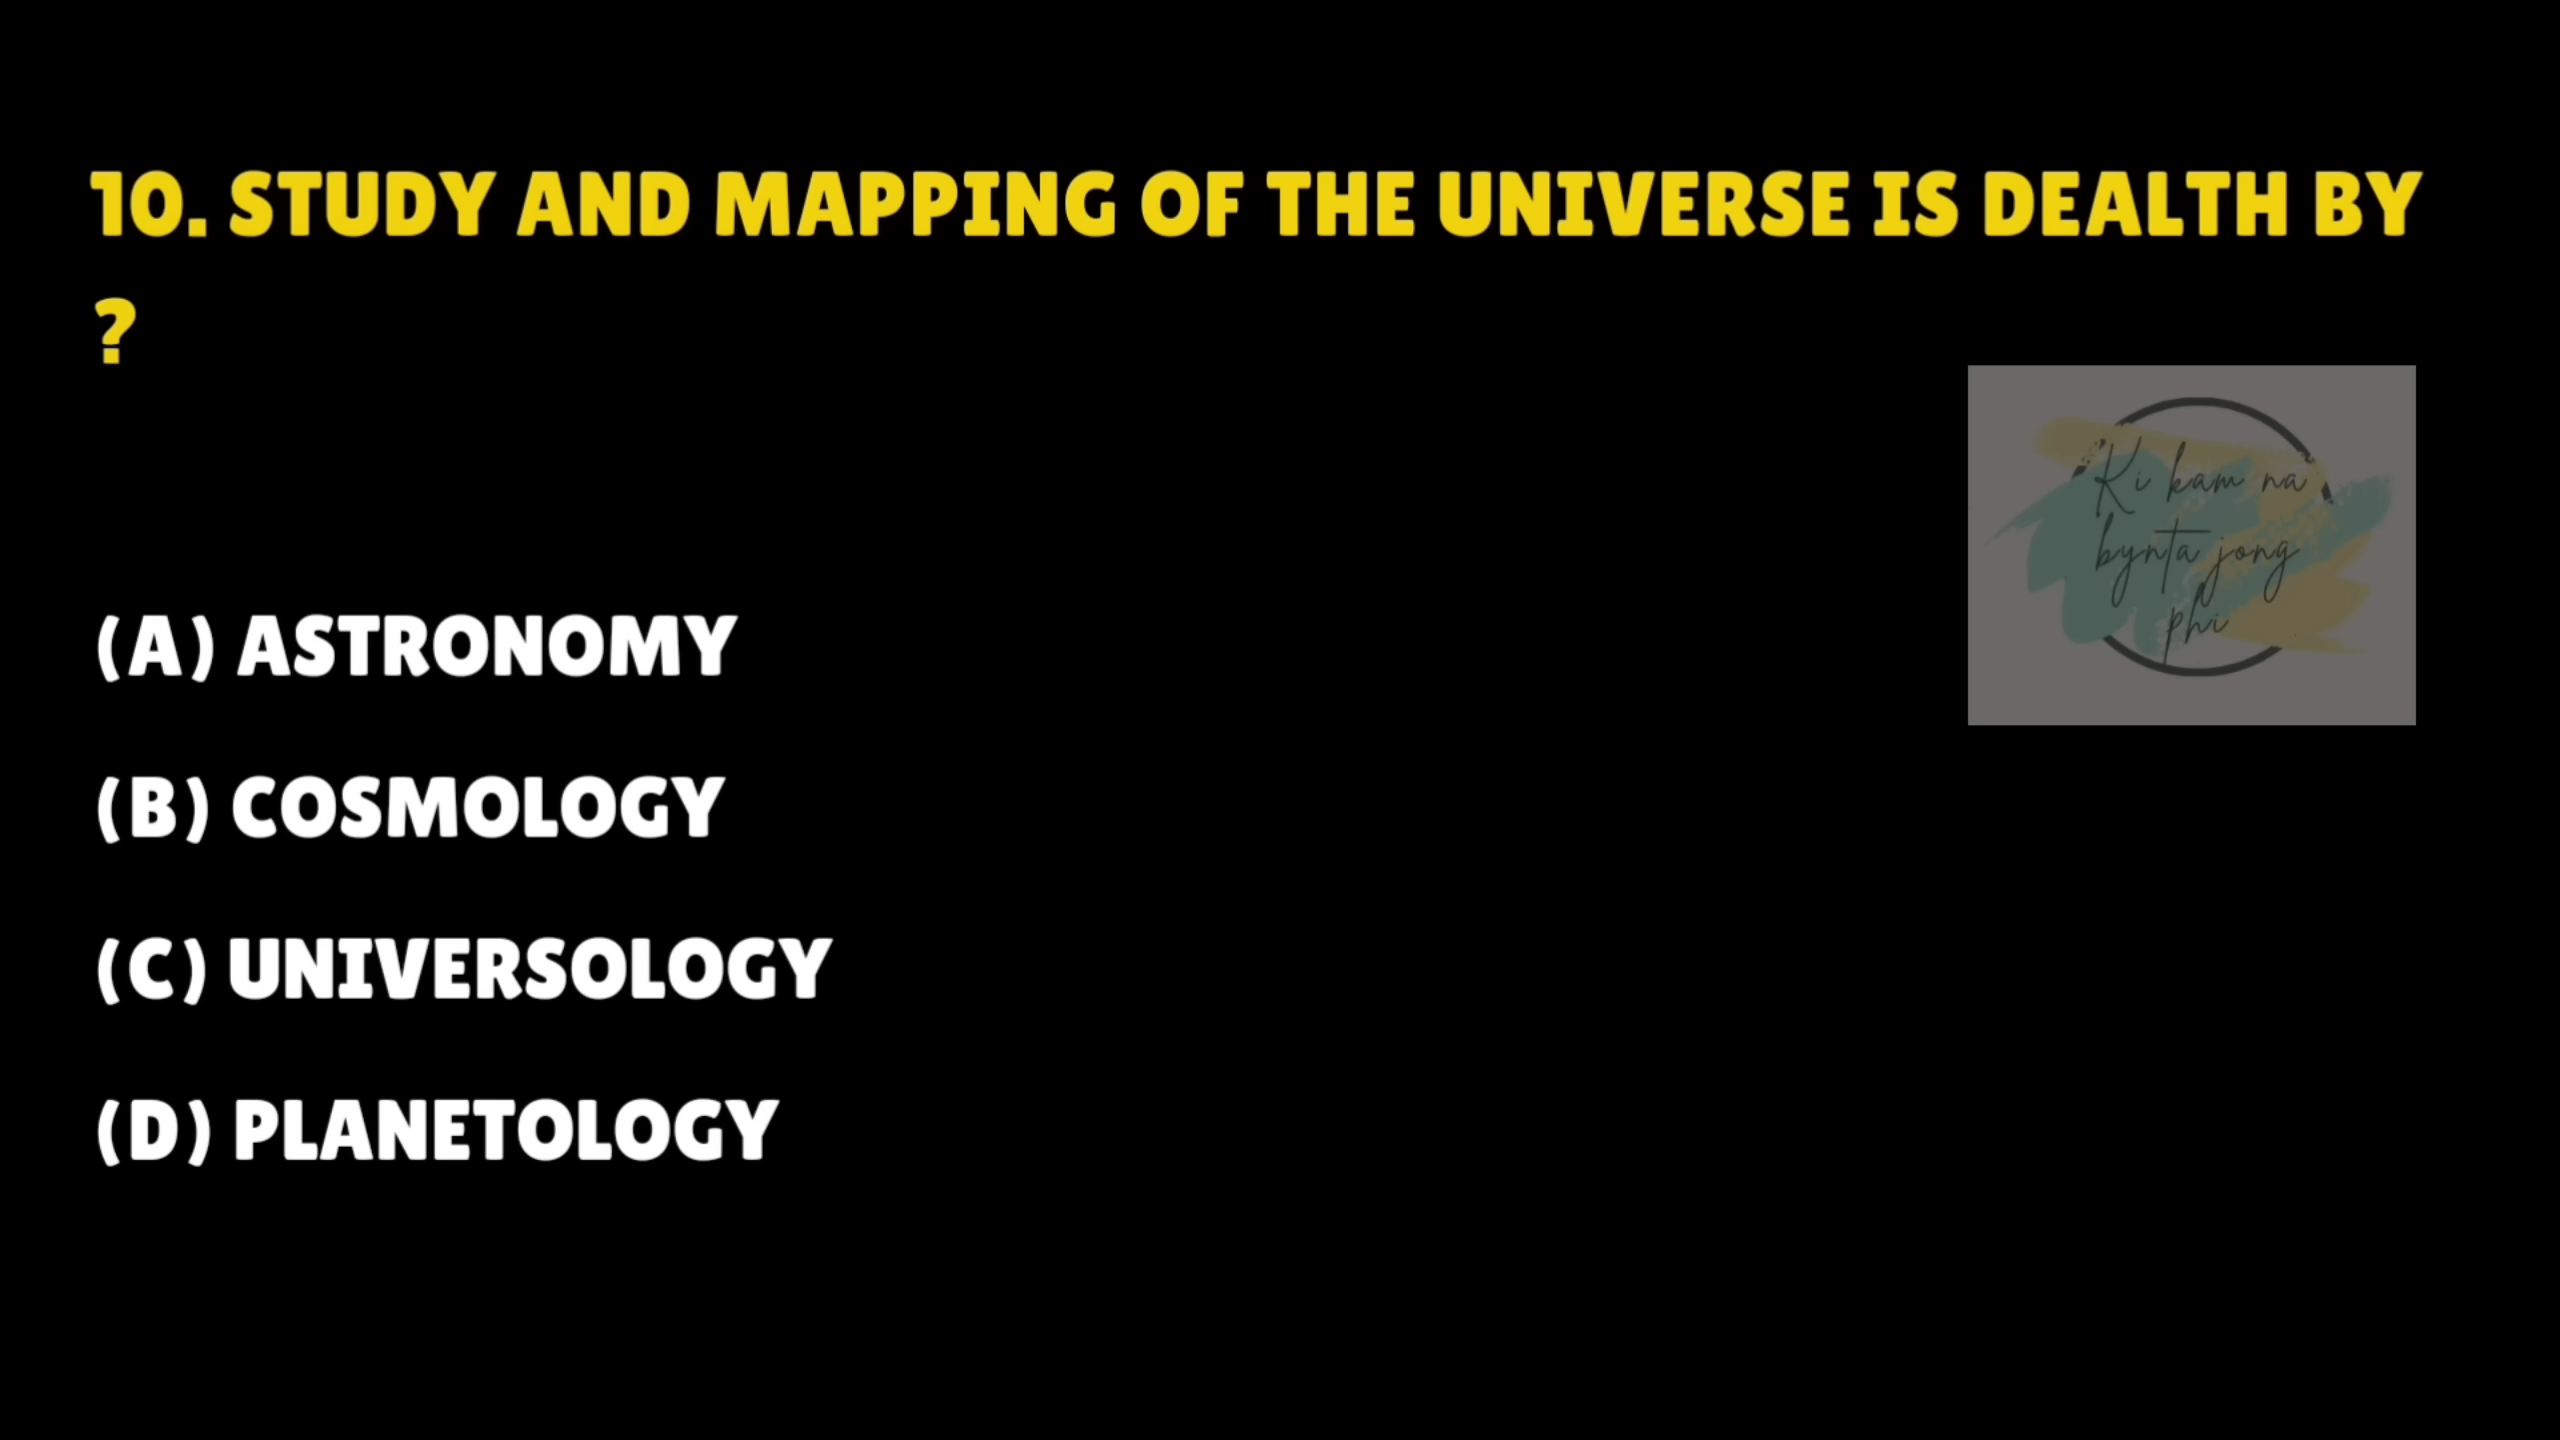 10. STUDY AND MAPPING OF THE UNIVERSE IS DEALTH BY
?
Ki kam na
bynta jong
phi
(A) ASTRONOMY
(B) COSMOLOGY
(C) UNIVERSOLOGY
(D) PLANETOLOGY